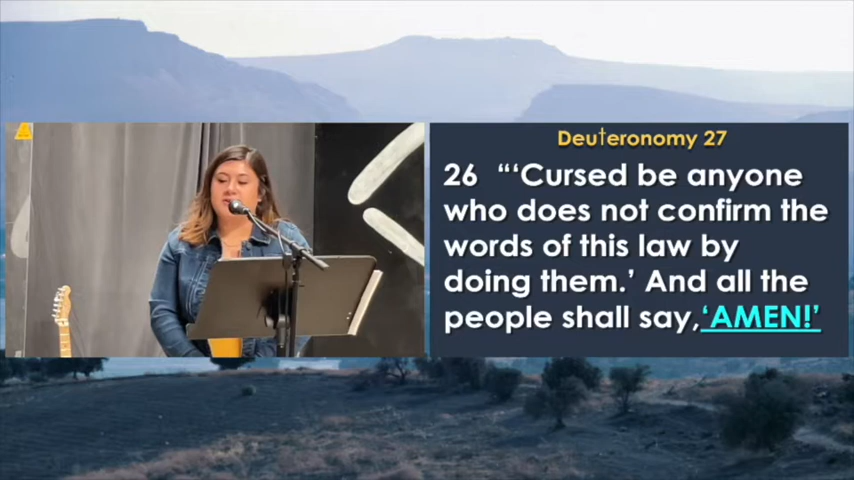 Deuteronomy 27
26 “‘Cursed be anyone
who does not confirm the
words of this law by
doing them.’ And all the
people shall say,‘AMEN!’